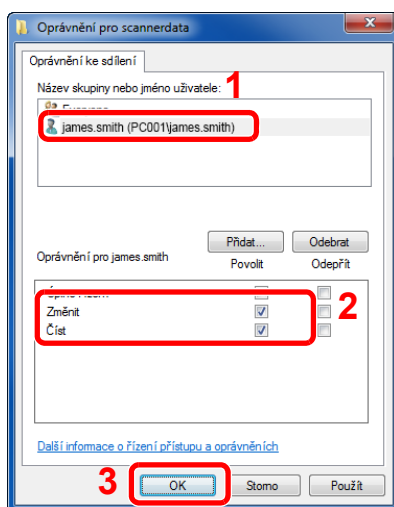 Oprávnění pro scannerdata
Oprávnění ke sdílení
Název skupiny nebo jméno uživatele:
1
james.smith (PC001\james.smith)
Přidat...
Odebrat
Oprávnění pro james.smith
Povolit
Odepřít
Změnit
2
Číst
Další informace o řízení přístupu a oprávněních
3
OK
Storno
Použít